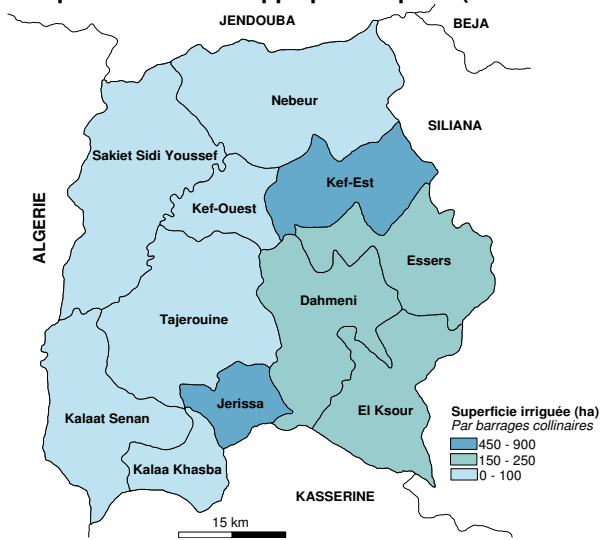 JENDOUBA
BEJA
Nebeur
SILIANA
Sakiet Sidi Youssef
Kef-Est
Kef-Ouest
ALGERIE
Essers
Dahmeni
Tajerouine
Jerissa
El Ksour
Kalaat Senan
Superficie irriguée (ha)
Par barrages collinaires
450 - 900
150 - 250
0 - 100
Kalaa Khasba
KASSERINE
15 km